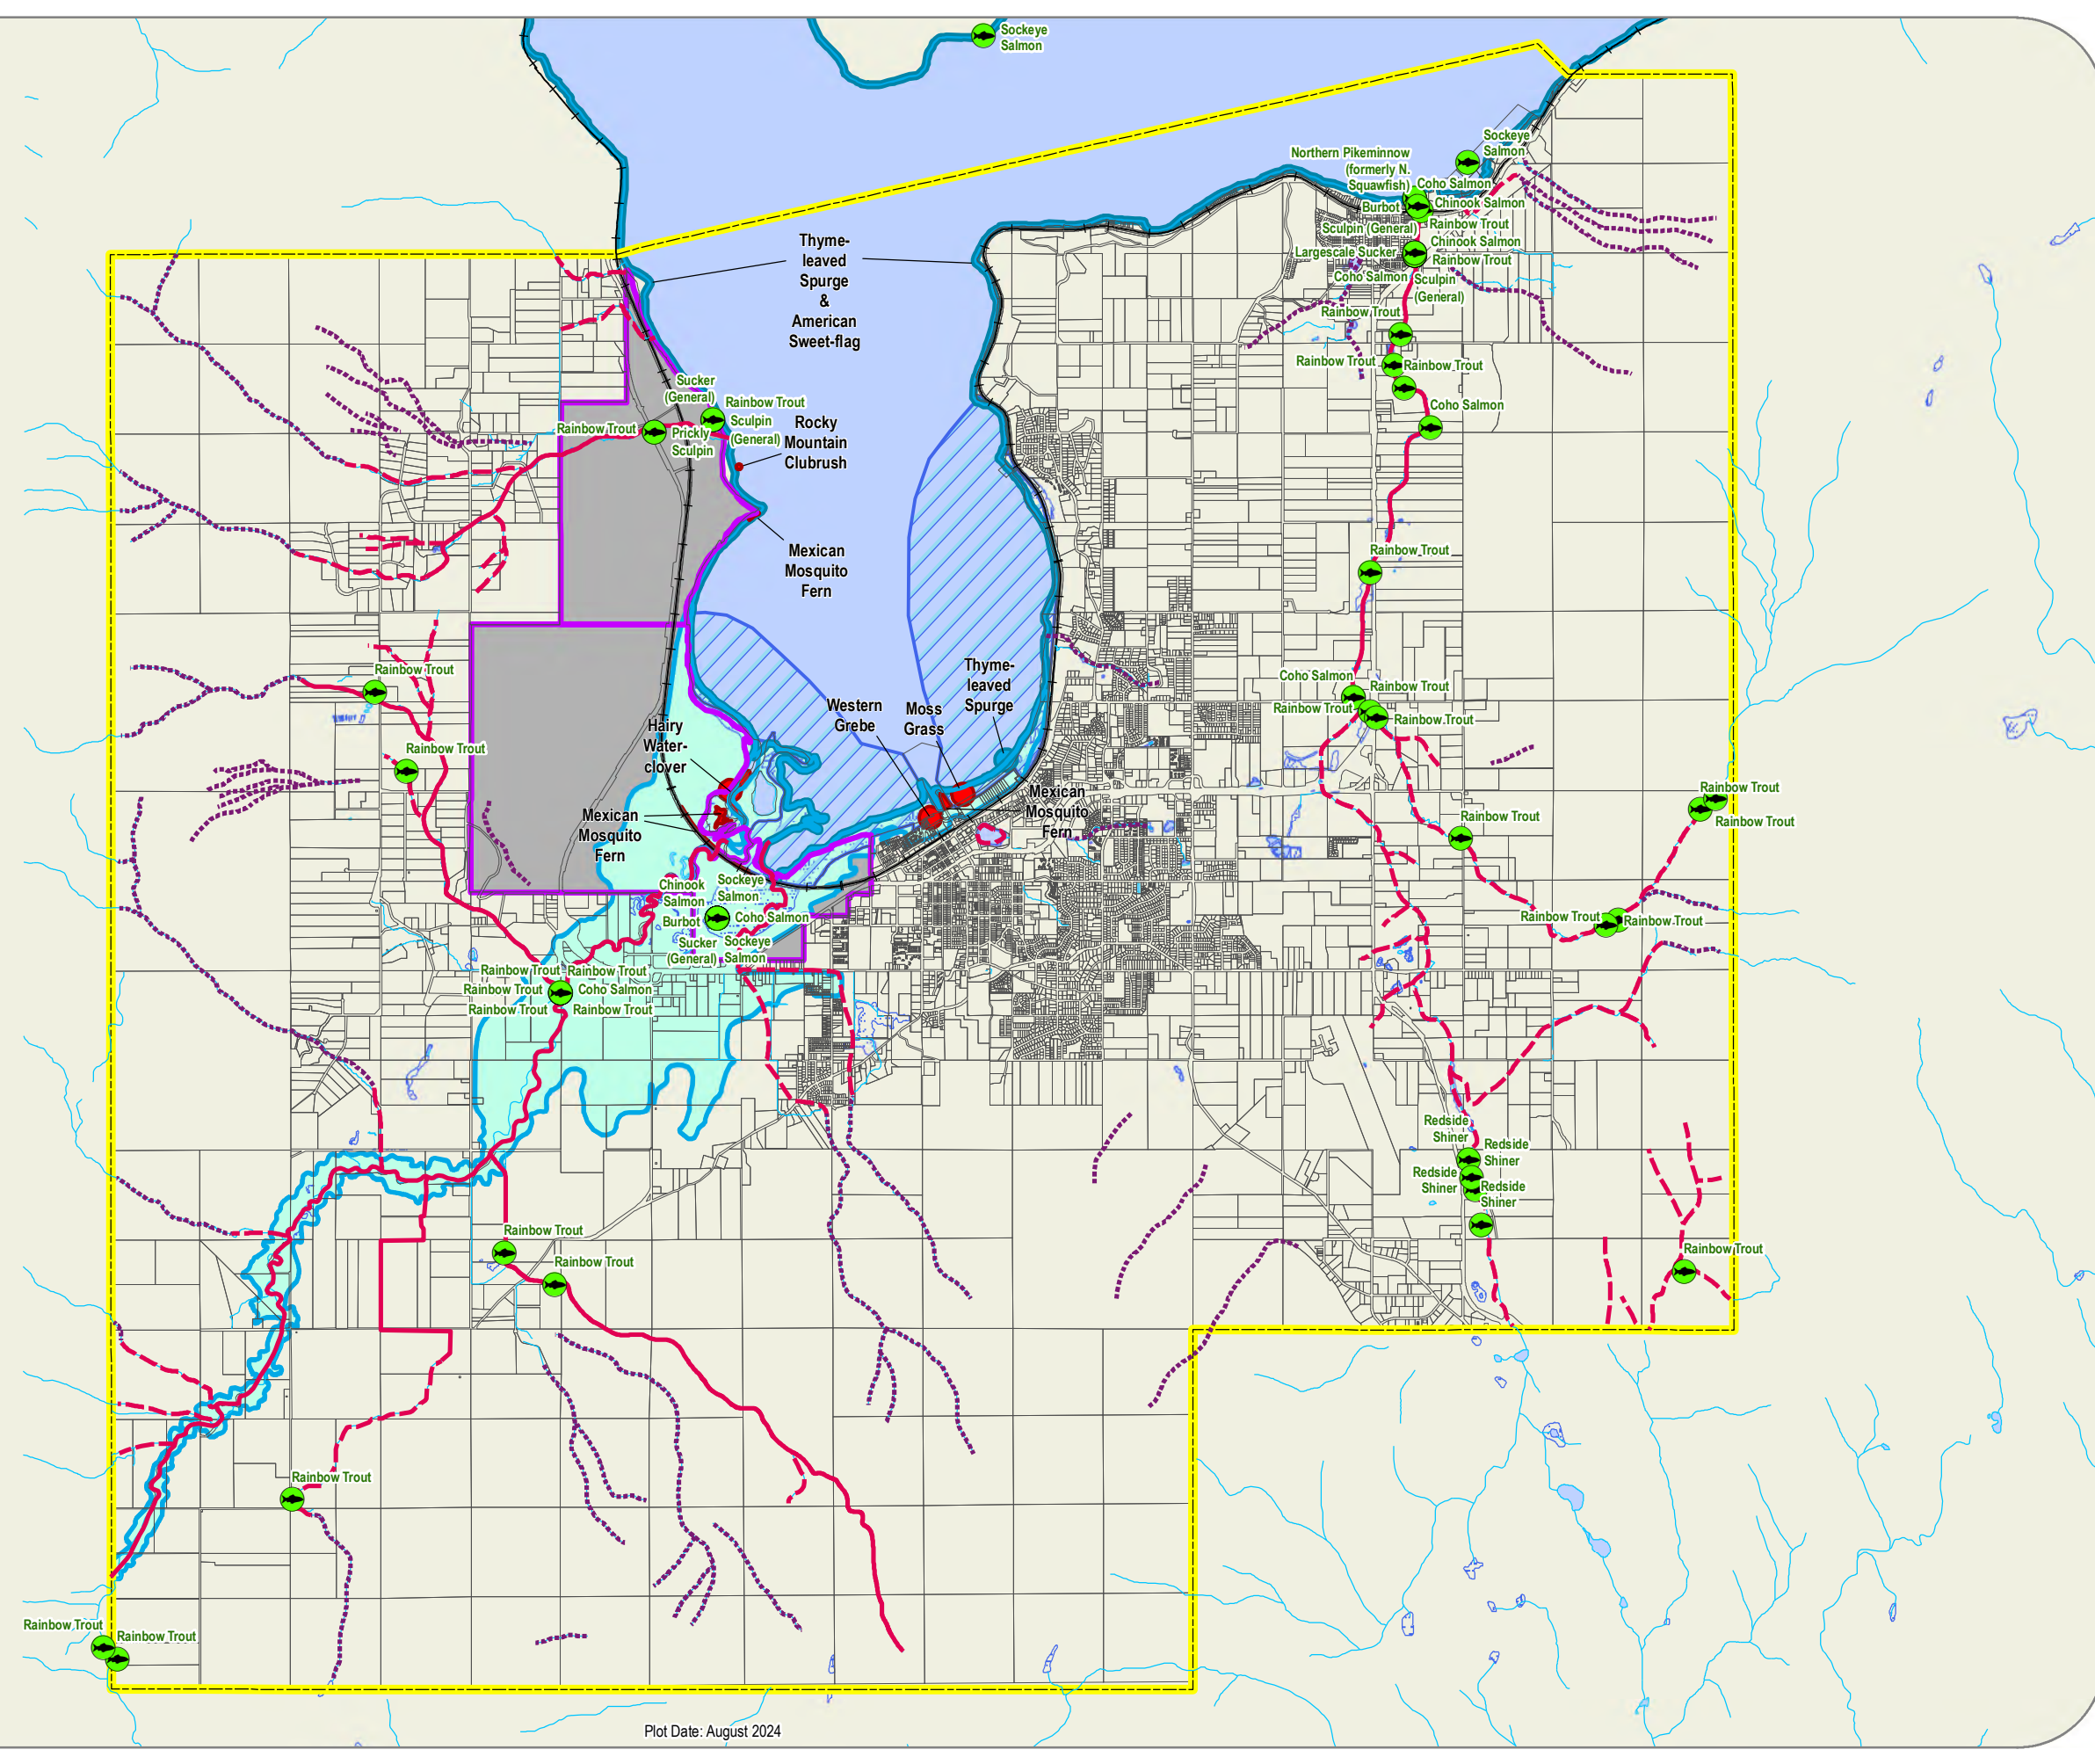 Sockeye
Salmon
Sockeye
Salmon
Northern Pikeminnow
(formerly N.
Squawfish)
Coho Salmon
Burbot
Chinook Salmon
Rainbow Trout
Sculpin (General)
Chinook Salmon
Largescale Sucker
Rainbow Trout
Coho Salmon
Sculpin
(General)
Rainbow Trout
Rainbow Trout
Rainbow Trout
Coho Salmon
Thyme-
leaved
Spurge
&
American
Sweet-flag
Sucker
(General)
Rainbow Trout
Sculpin
(General)
Rainbow Trout
Prickly
Sculpin
Rocky
Mountain
Clubrush
Mexican
Mosquito
Fern
Rainbow Trout
Rainbow Trout
Rainbow Trout
Coho Salmon
Rainbow Trout
Rainbow Trout
Rainbow Trout
Thyme-
leaved
Spurge
Western
Grebe
Moss
Grass
Hairy
Water-
clover
Mexican
Mosquito
Fern
Mexican
Mosquito
Fern
Rainbow Trout
Rainbow Trout
Rainbow Trout
Chinook
Salmon
Sockeye
Salmon
Burbot
Coho Salmon
Sucker
(General)
Sockeye
Salmon
Rainbow Trout
Rainbow Trout
Rainbow Trout
Rainbow Trout
Rainbow Trout
Coho Salmon
Rainbow Trout
Rainbow Trout
Redside
Shiner
Redside
Shiner
Redside
Shiner
Redside
Shiner
Rainbow Trout
Rainbow Trout
Rainbow Trout
Rainbow Trout
Rainbow Trout
Rainbow Trout
Plot Date: August 2024